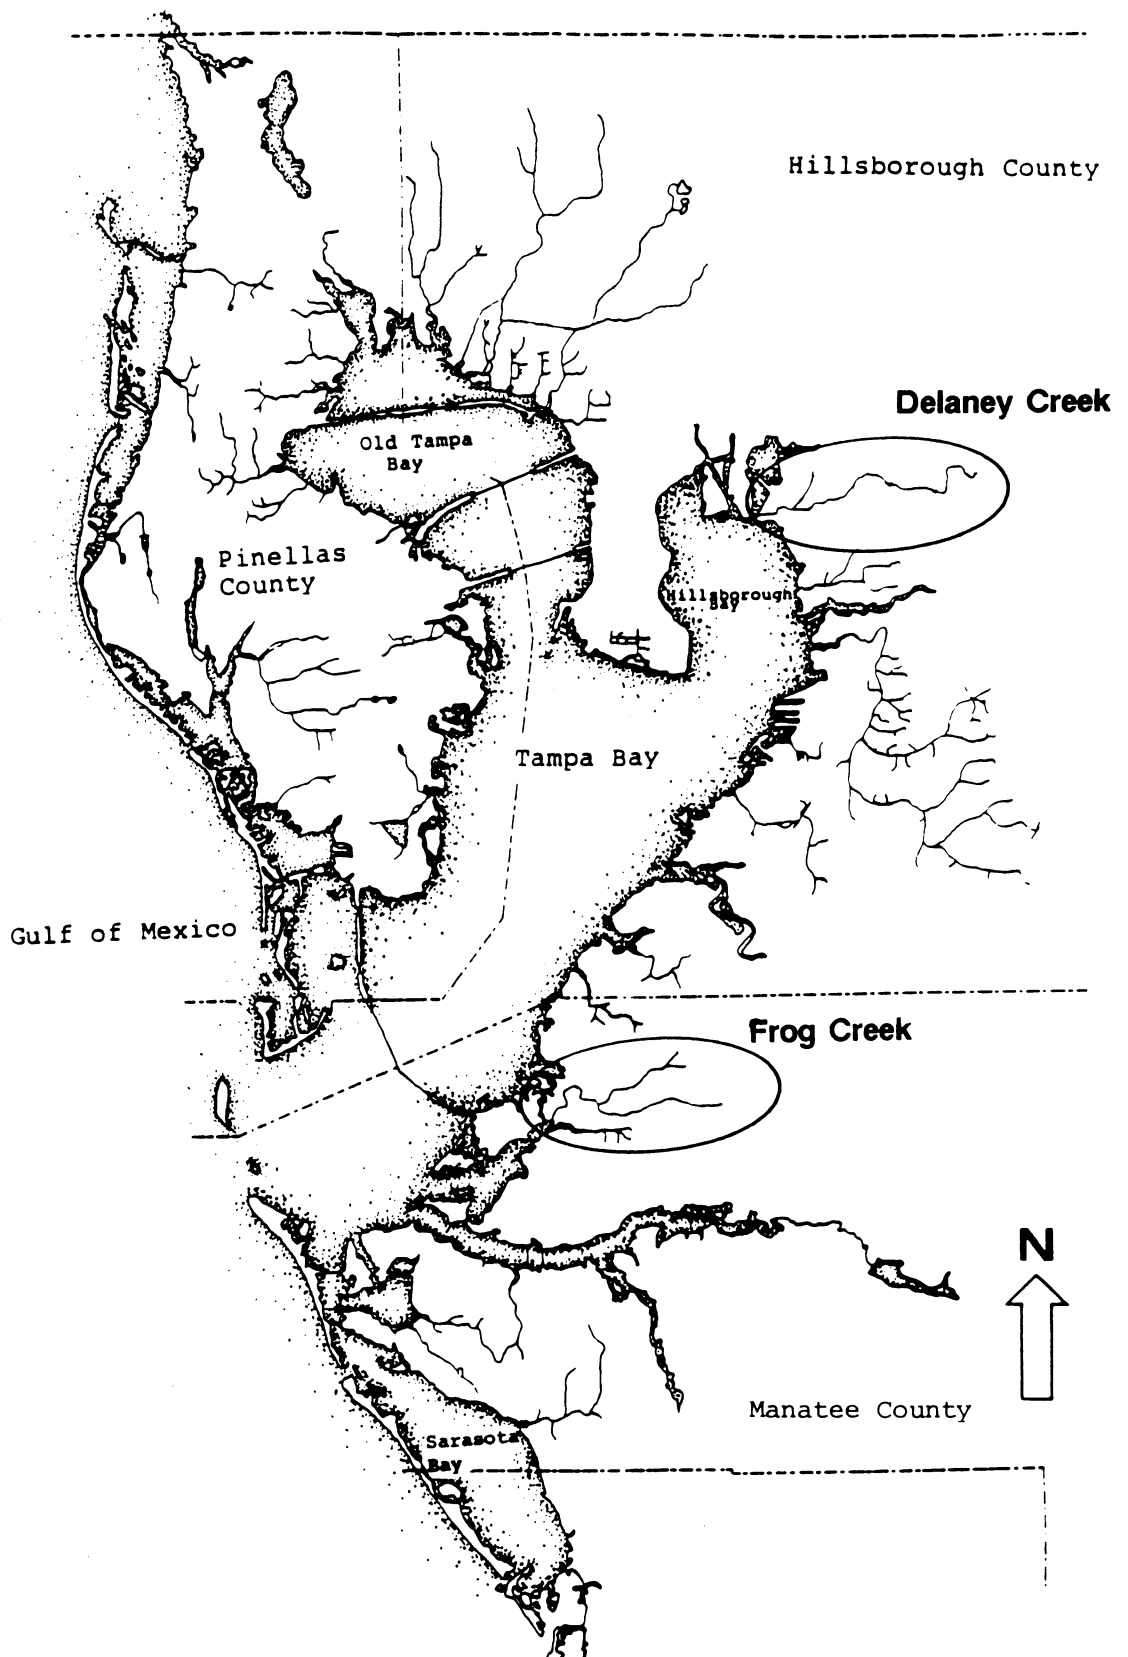 Hillsborough County
Delaney Creek
Old Tampa
Bay
Pinellas
County
Hillsborough
Bay
Tampa Bay
Gulf of Mexico
Frog Creek
N
Manatee County
Sarasota
Bay